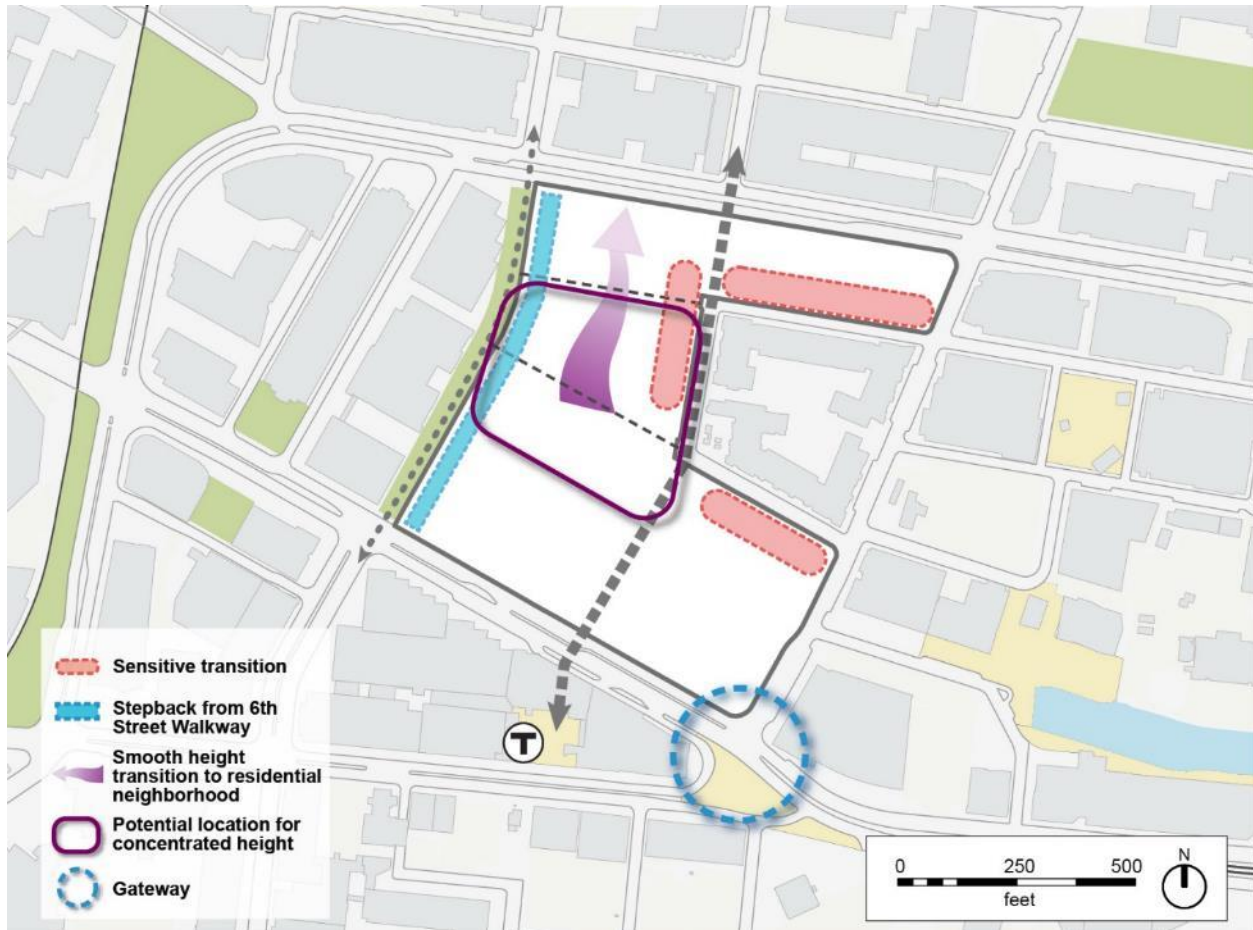 Sensitive transition
Stepback from 6th
Street Walkway
Smooth height
transition to residential
neighborhood
Potential location for
concentrated height
Gateway
T
0 250 500
feet
N